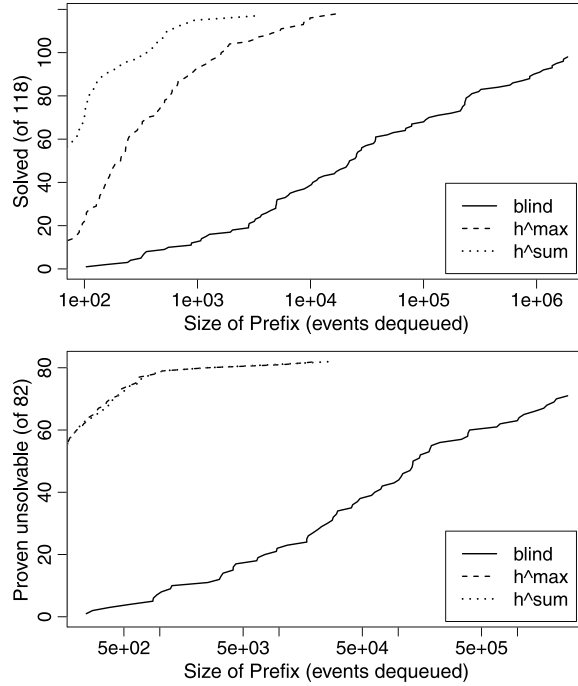 Solved (of 118)
0 20 40 60 80 100
1e+02 1e+03 1e+04 1e+05 1e+06
Size of Prefix (events dequeued)
blind
h^max
h^sum
Proven unsolvable (of 82)
0 20 40 60 80
5e+02 5e+03 5e+04 5e+05
Size of Prefix (events dequeued)
blind
h^max
h^sum